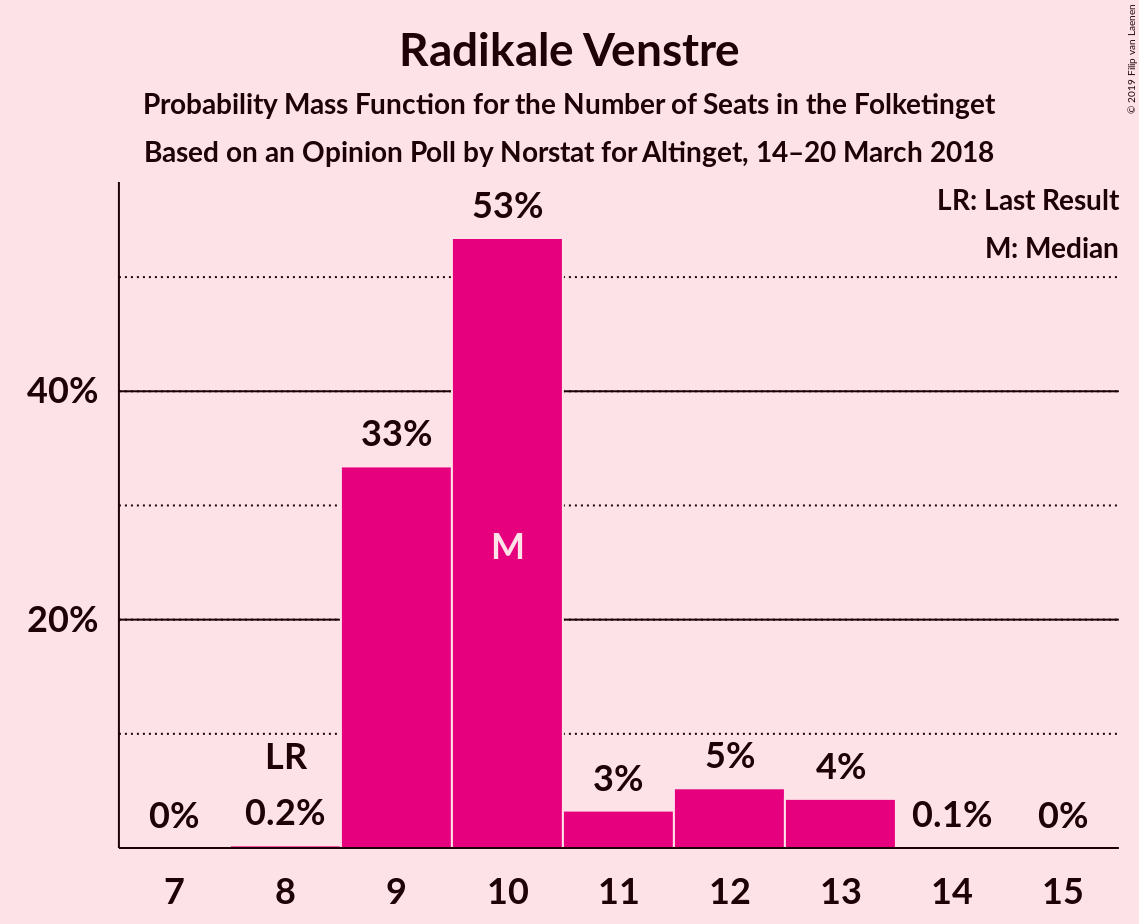 Radikale Venstre
Probability Mass Function for the Number of Seats in the Folketinget
Based on an Opinion Poll by Norstat for Altinget, 14–20 March 2018
© 2019 Filip van Laenen
LR: Last Result
M: Median
53%
40%
33%
M
20%
LR
5%
4%
3%
0%
0.2%
0.1%
0%
7 8 9 10 11 12 13 14 15